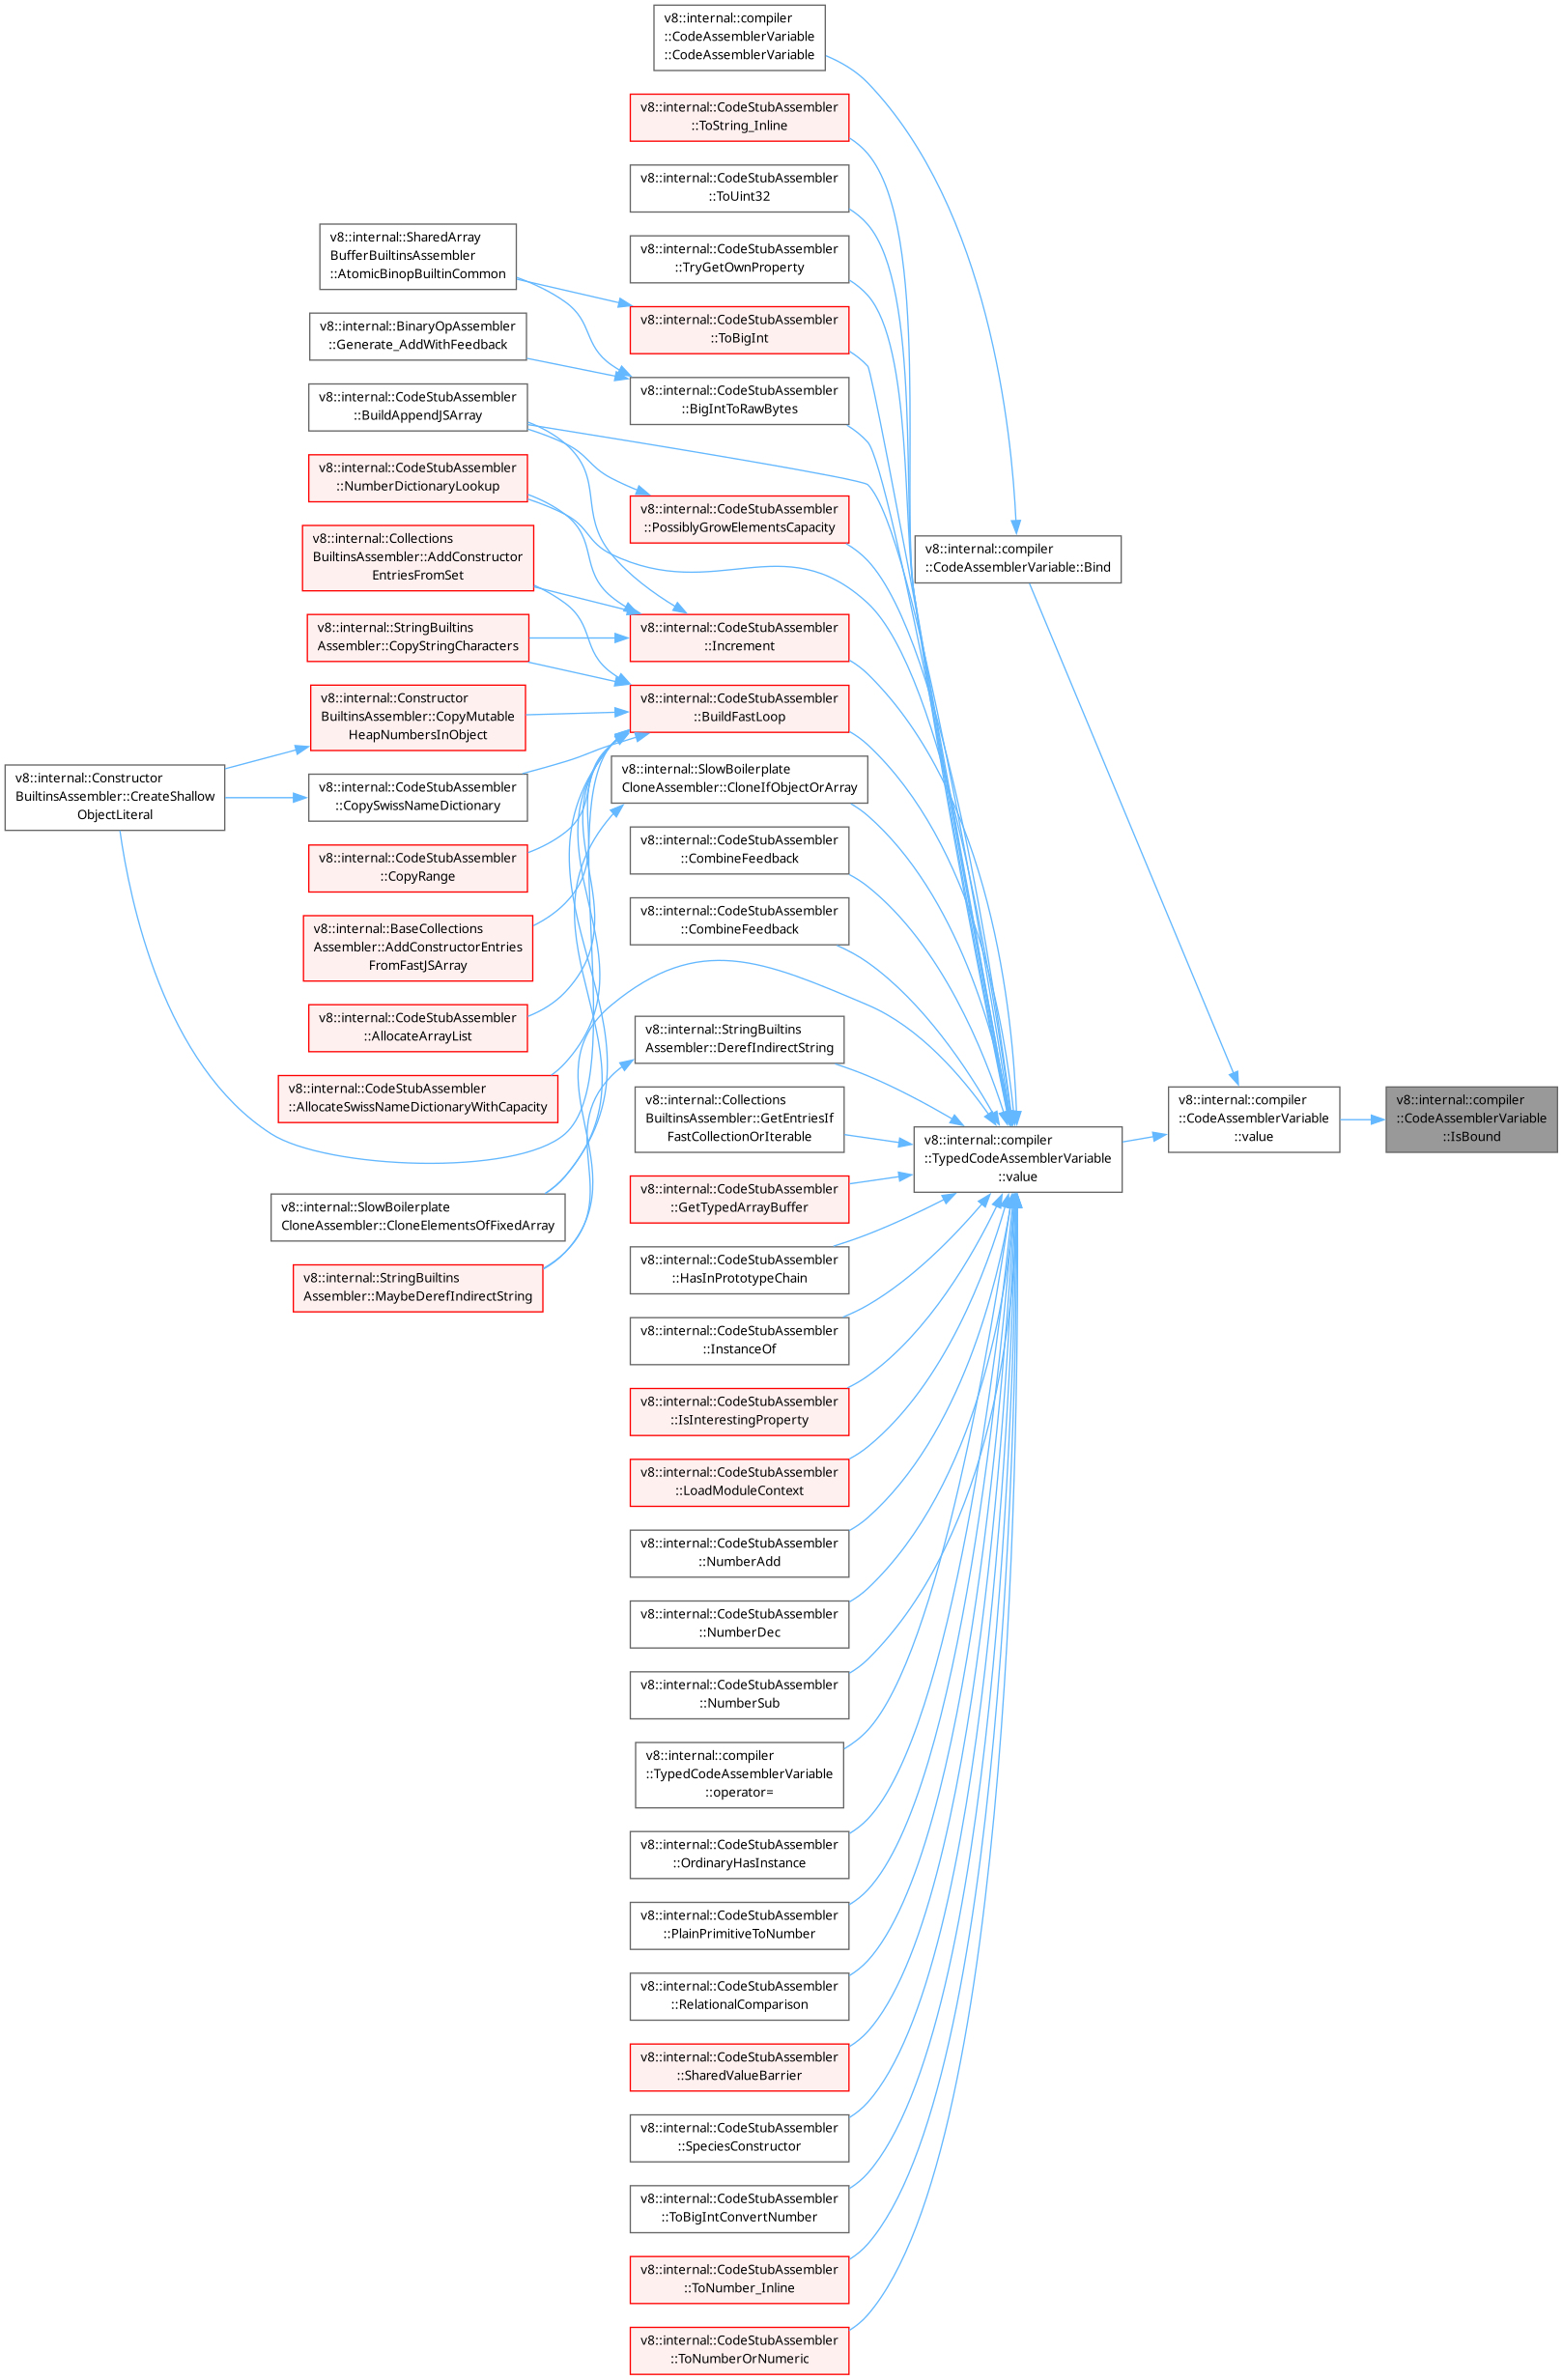 v8::internal::compiler
::CodeAssemblerVariable
::CodeAssemblerVariable
v8::internal::CodeStubAssembler
::ToString_Inline
v8::internal::CodeStubAssembler
::ToUint32
v8::internal::CodeStubAssembler
::TryGetOwnProperty
v8::internal::CodeStubAssembler
::ToBigInt
v8::internal::CodeStubAssembler
::BigIntToRawBytes
v8::internal::CodeStubAssembler
::PossiblyGrowElementsCapacity
v8::internal::CodeStubAssembler
::Increment
v8::internal::CodeStubAssembler
::BuildFastLoop
v8::internal::SlowBoilerplate
CloneAssembler::CloneIfObjectOrArray
v8::internal::CodeStubAssembler
::CombineFeedback
v8::internal::CodeStubAssembler
::CombineFeedback
v8::internal::StringBuiltins
Assembler::DerefIndirectString
v8::internal::Collections
BuiltinsAssembler::GetEntriesIf
FastCollectionOrIterable
v8::internal::CodeStubAssembler
::GetTypedArrayBuffer
v8::internal::CodeStubAssembler
::HasInPrototypeChain
v8::internal::CodeStubAssembler
::InstanceOf
v8::internal::CodeStubAssembler
::IsInterestingProperty
v8::internal::CodeStubAssembler
::LoadModuleContext
v8::internal::CodeStubAssembler
::NumberAdd
v8::internal::CodeStubAssembler
::NumberDec
v8::internal::CodeStubAssembler
::NumberSub
v8::internal::compiler
::TypedCodeAssemblerVariable
::operator=
v8::internal::CodeStubAssembler
::OrdinaryHasInstance
v8::internal::CodeStubAssembler
::PlainPrimitiveToNumber
v8::internal::CodeStubAssembler
::RelationalComparison
v8::internal::CodeStubAssembler
::SharedValueBarrier
v8::internal::CodeStubAssembler
::SpeciesConstructor
v8::internal::CodeStubAssembler
::ToBigIntConvertNumber
v8::internal::CodeStubAssembler
::ToNumber_Inline
v8::internal::CodeStubAssembler
::ToNumberOrNumeric
v8::internal::SharedArray
BufferBuiltinsAssembler
::AtomicBinopBuiltinCommon
v8::internal::BinaryOpAssembler
::Generate_AddWithFeedback
v8::internal::CodeStubAssembler
::BuildAppendJSArray
v8::internal::CodeStubAssembler
::NumberDictionaryLookup
v8::internal::Collections
BuiltinsAssembler::AddConstructor
EntriesFromSet
v8::internal::StringBuiltins
Assembler::CopyStringCharacters
v8::internal::Constructor
BuiltinsAssembler::CopyMutable
HeapNumbersInObject
v8::internal::CodeStubAssembler
::CopySwissNameDictionary
v8::internal::CodeStubAssembler
::CopyRange
v8::internal::BaseCollections
Assembler::AddConstructorEntries
FromFastJSArray
v8::internal::CodeStubAssembler
::AllocateArrayList
v8::internal::CodeStubAssembler
::AllocateSwissNameDictionaryWithCapacity
v8::internal::SlowBoilerplate
CloneAssembler::CloneElementsOfFixedArray
v8::internal::StringBuiltins
Assembler::MaybeDerefIndirectString
v8::internal::Constructor
BuiltinsAssembler::CreateShallow
ObjectLiteral
v8::internal::compiler
::CodeAssemblerVariable::Bind
v8::internal::compiler
::TypedCodeAssemblerVariable
::value
v8::internal::compiler
::CodeAssemblerVariable
::value
v8::internal::compiler
::CodeAssemblerVariable
::IsBound